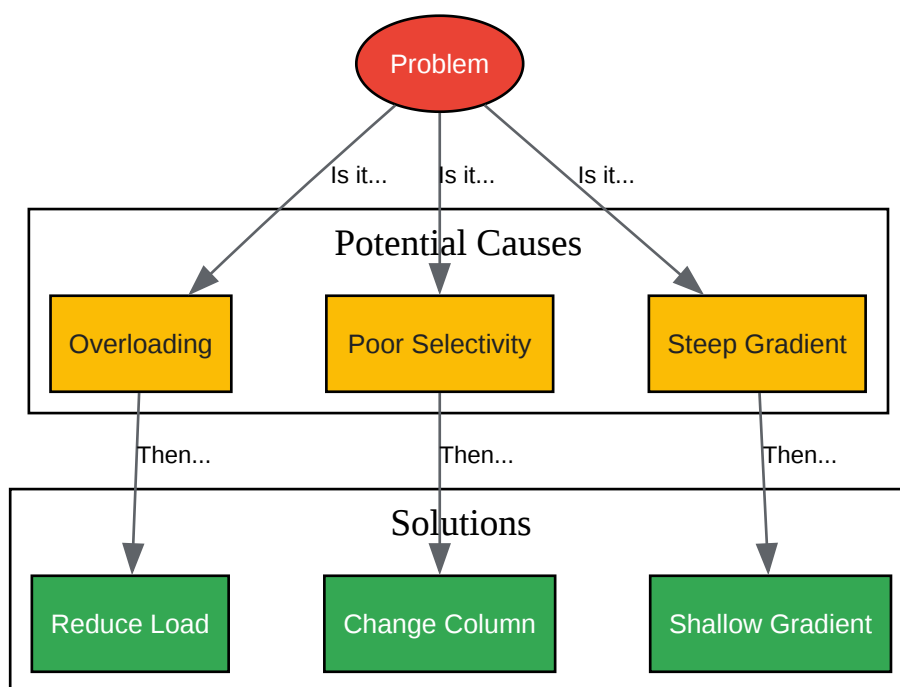 Problem
Is it... Is it... Is it...
Potential Causes
Overloading Poor Selectivity Steep Gradient
Then... Then... Then...
Solutions
Reduce Load Change Column Shallow Gradient